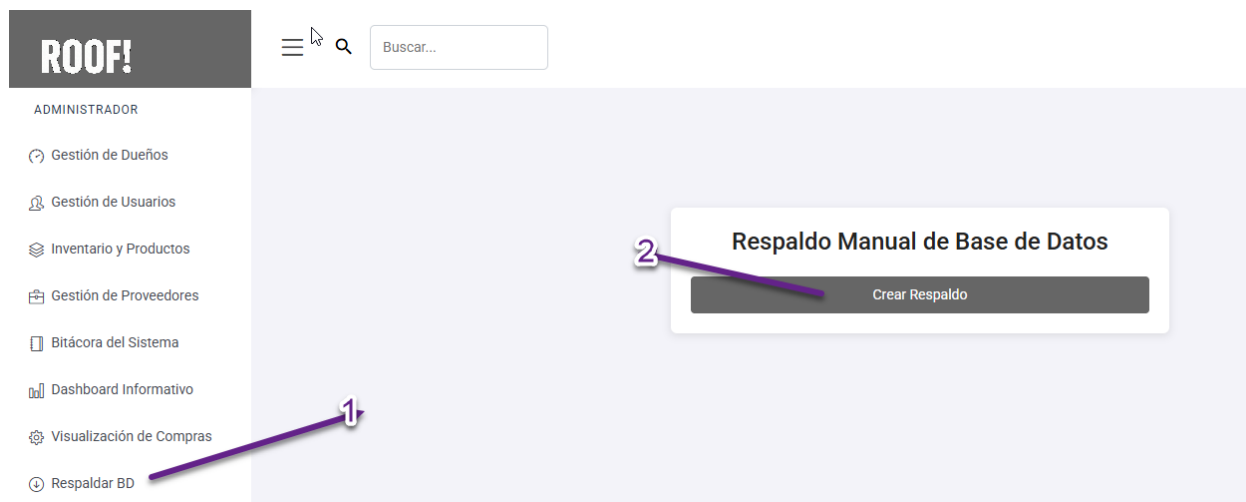 ROOF!
Buscar...
ADMINISTRADOR
Gestión de Dueños
Gestión de Usuarios
Inventario y Productos
Gestión de Proveedores
Bitácora del Sistema
Dashboard Informativo
Visualización de Compras
Respaldar BD
1
2
Respaldo Manual de Base de Datos
Crear Respaldo